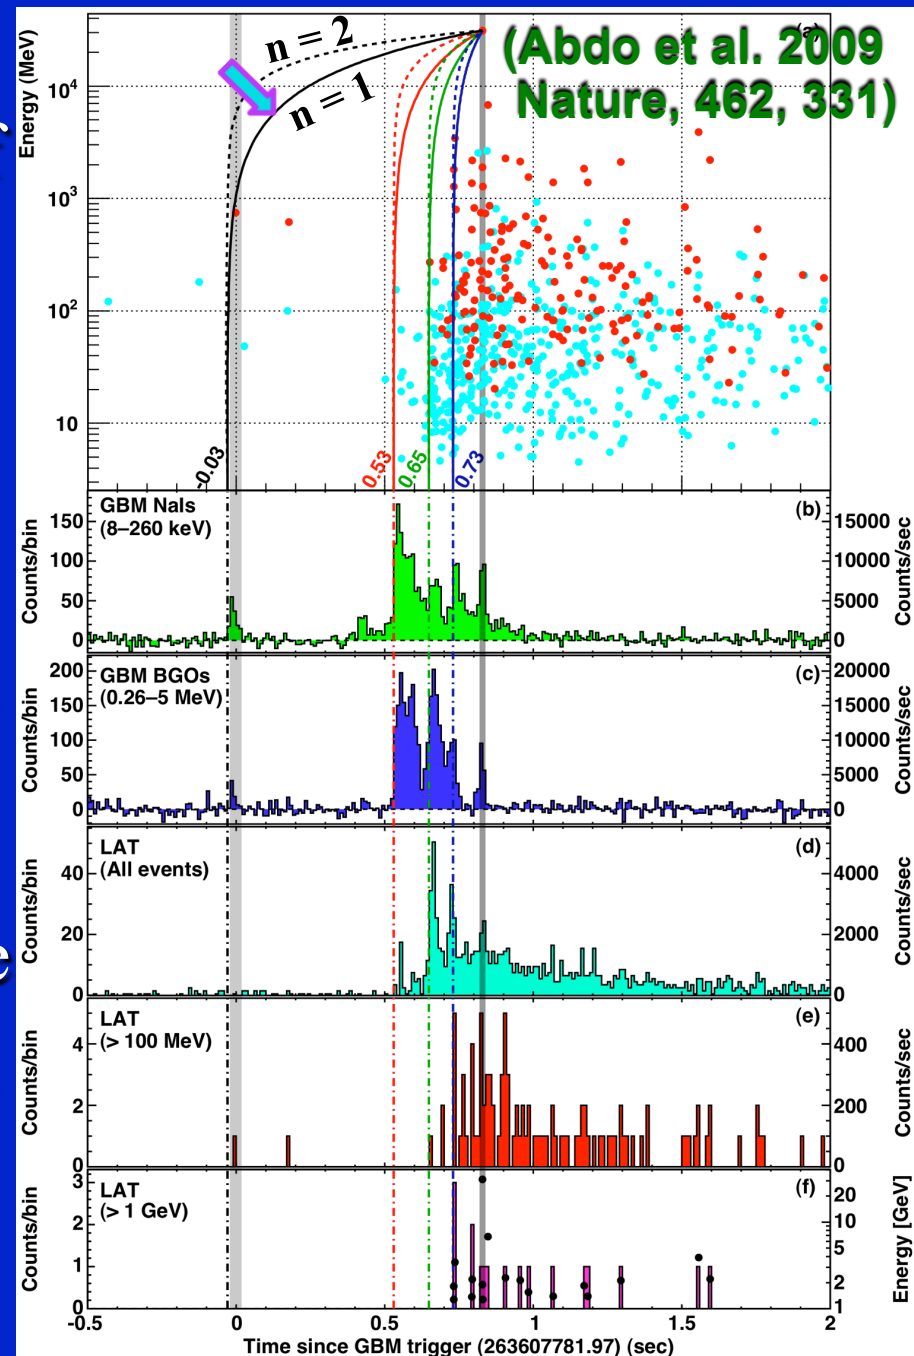 (a)
(Abdo et al. 2009
Nature, 462, 331)
n = 2
n = 1
Energy (MeV)
10⁴
10³
10²
10
-0.03
0.53
0.65
0.73
GBM NaIs
(8–260 keV)
(b)
Counts/bin
150
100
50
0
15000
10000
5000
0
Counts/sec
GBM BGOs
(0.26–5 MeV)
(c)
Counts/bin
200
150
100
50
0
20000
15000
10000
5000
0
Counts/sec
LAT
(All events)
(d)
Counts/bin
40
20
0
4000
2000
0
Counts/sec
LAT
(> 100 MeV)
(e)
Counts/bin
4
2
0
400
200
0
Counts/sec
LAT
(> 1 GeV)
(f)
Counts/bin
3
2
1
0
20
10
5
2
1
Energy [GeV]
-0.5
0
0.5
1
1.5
2
Time since GBM trigger (263607781.97) (sec)